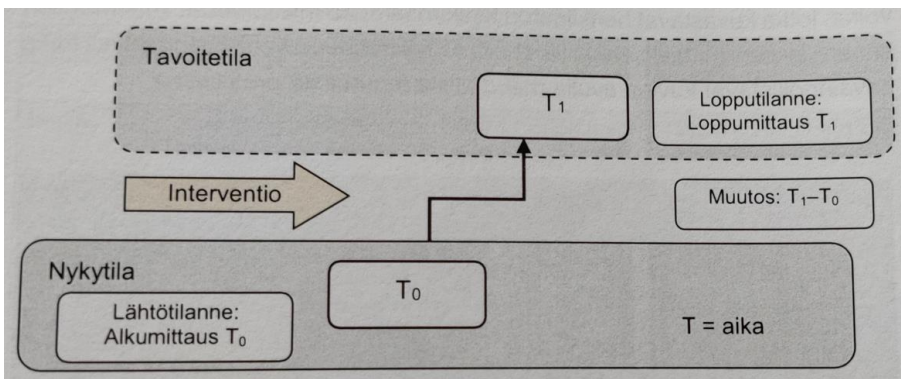 Tavoitetila
T₁
Lopputilanne:
Loppumittaus T₁
Interventio
Muutos: T₁–T₀
Nykytila
T₀
Lähtötilanne:
Alkumittaus T₀
T = aika